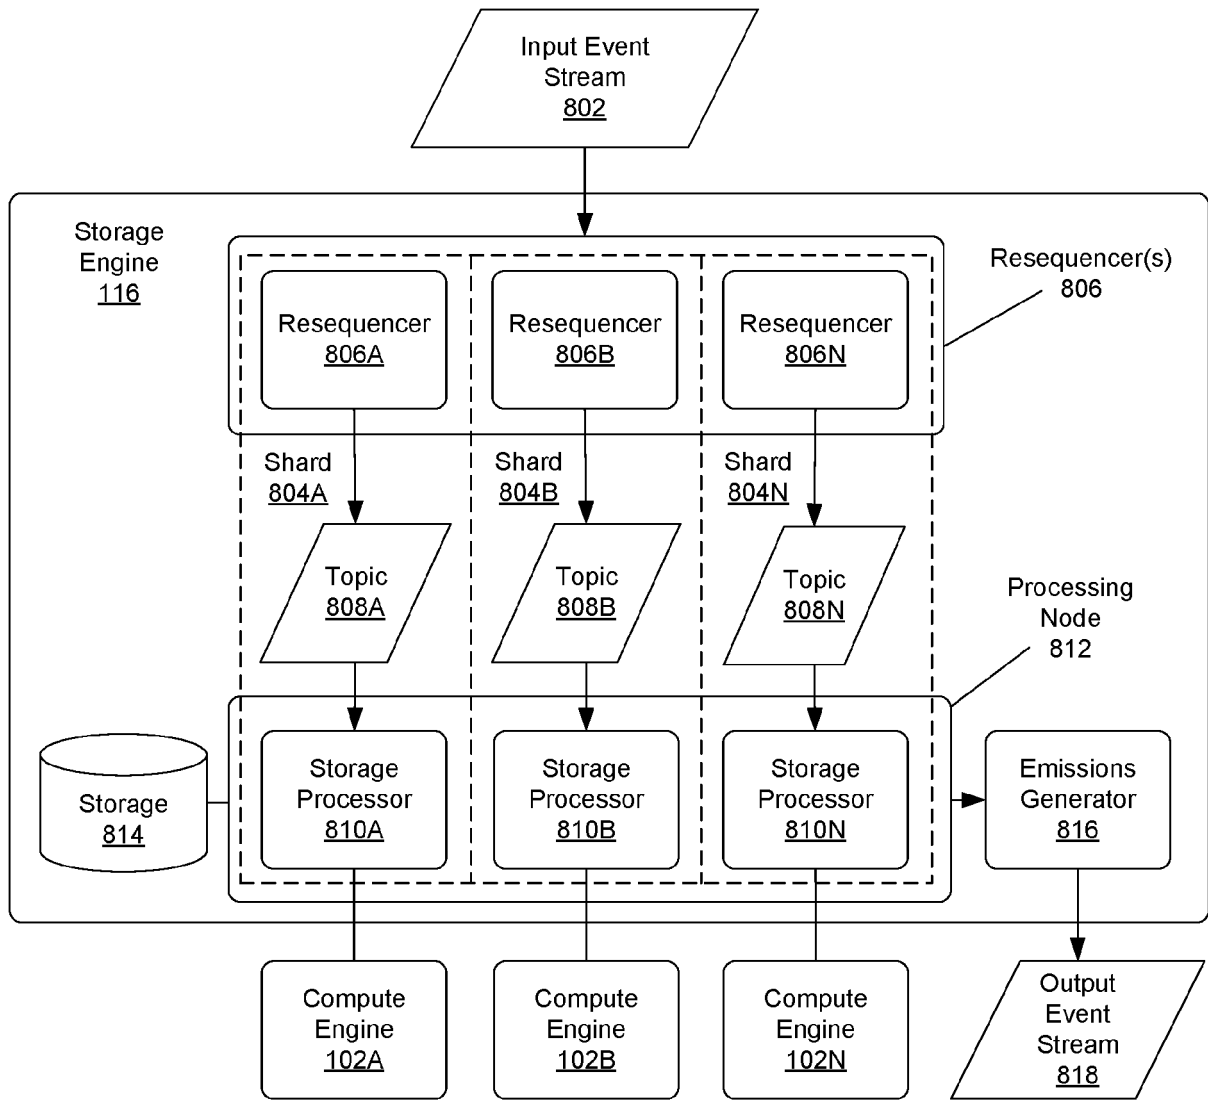 Input Event
Stream
802
Storage
Engine
116
Resequencer(s)
806
Resequencer
806A
Resequencer
806B
Resequencer
806N
Shard
804A
Shard
804B
Shard
804N
Topic
808A
Topic
808B
Topic
808N
Processing
Node
812
Storage
814
Storage
Processor
810A
Storage
Processor
810B
Storage
Processor
810N
Emissions
Generator
816
Compute
Engine
102A
Compute
Engine
102B
Compute
Engine
102N
Output
Event
Stream
818